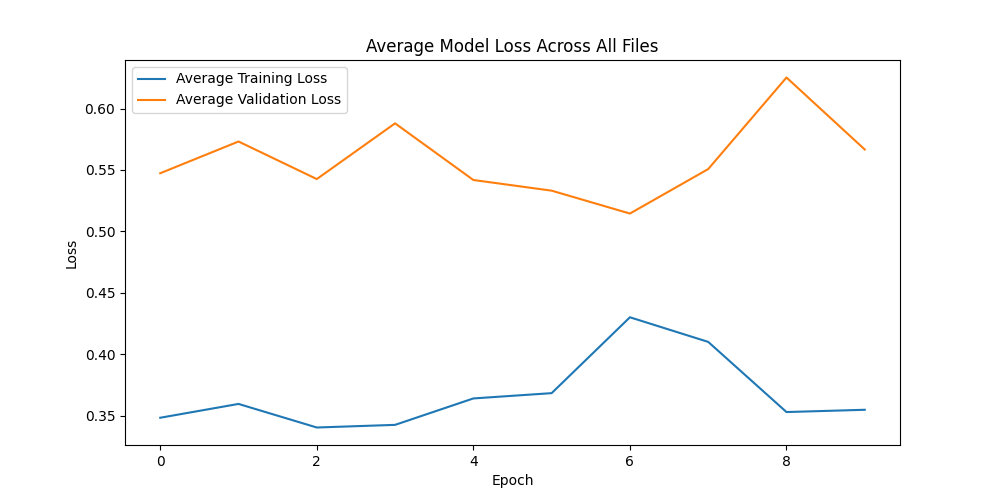 Average Model Loss Across All Files
Average Training Loss
Average Validation Loss
0.60
0.55
0.50
0.45
0.40
0.35
Loss
0 2 4 6 8
Epoch